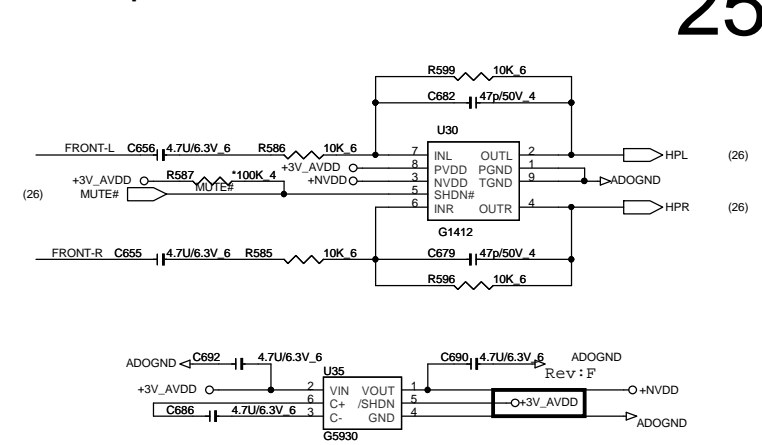 25
R599 10K_6
C682 47p/50V_4
U30
FRONT-L C656 4.7U/6.3V_6 R586 10K_6 7 INL OUTL 2 HPL (26)
+3V_AVDD 8 PVDD PGND 1
+3V_AVDD R587 *100K_4 +NVDD 3 NVDD TGND 9 ADOGND
(26) MUTE# MUTE# 5 SHDN#
6 INR OUTR 4 HPR (26)
G1412
FRONT-R C655 4.7U/6.3V_6 R585 10K_6 C679 47p/50V_4
R596 10K_6
ADOGND C692 4.7U/6.3V_6 C690 4.7U/6.3V_6 ADOGND
U35 Rev:F
+3V_AVDD 2 VIN VOUT 1 +NVDD
6 C+ /SHDN 5 +3V_AVDD
C686 4.7U/6.3V_6 3 C- GND 4 ADOGND
G5930